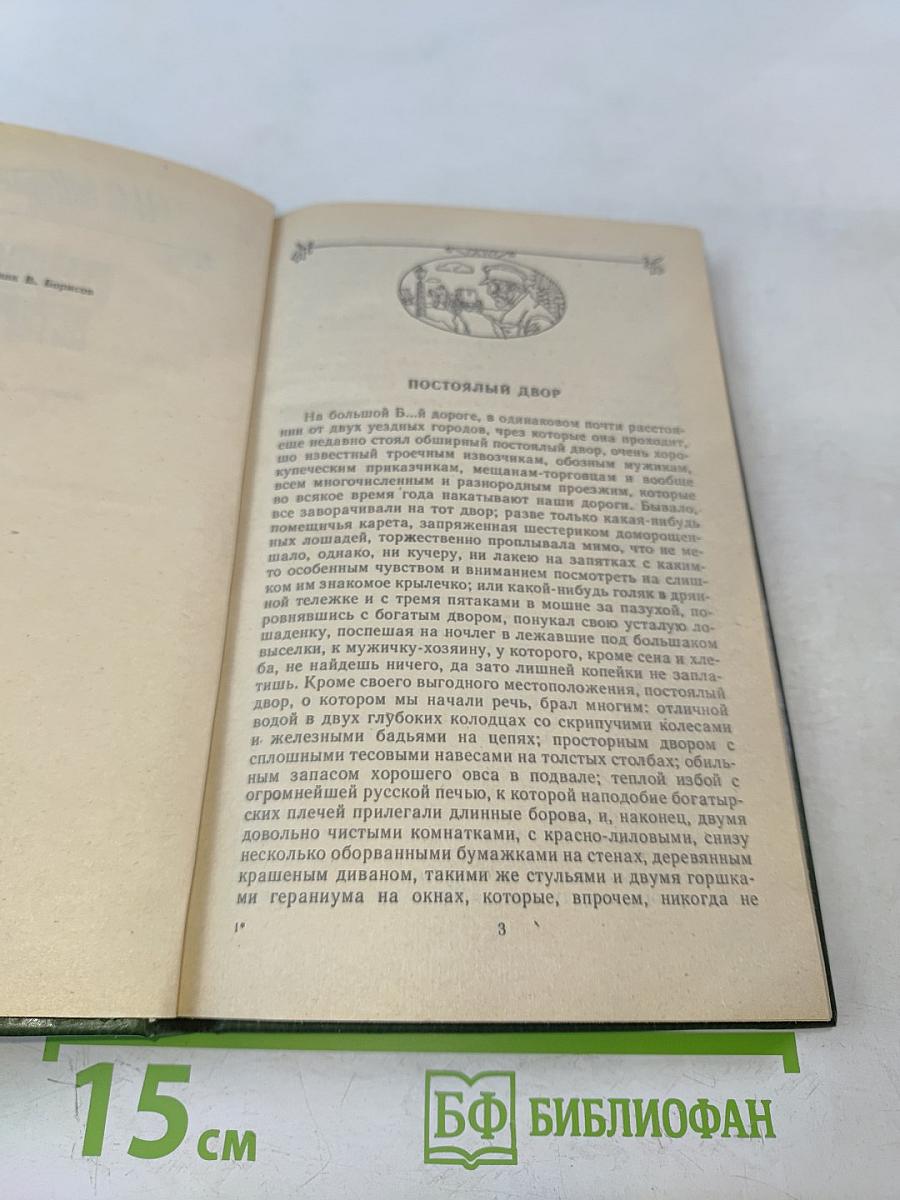 В. Борисов
ПОСТОЯЛЫЙ ДВОР
На большой Б...й дороге, в одинаковом почти расстоя-
нии от двух уездных городов, чрез которые она проходит,
еще недавно стоял обширный постоялый двор, очень хоро-
шо известный троечным извозчикам, обозным мужикам,
купеческим приказчикам, мещанам-торговцам и вообще
всем многочисленным и разнородным проезжим, которые
во всякое время года накатывают наши дороги. Бывало,
все заворачивали на тот двор; разве только какая-нибудь
помещичья карета, запряженная шестериком доморощен-
ных лошадей, торжественно проплывала мимо, что не ме-
шало, однако, ни кучеру, ни лакею на запятках с каким-
то особенным чувством и вниманием посмотреть на слиш-
ком им знакомое крылечко; или какой-нибудь голяк в дрян-
ной тележке и с тремя пятаками в мошне за пазухой, по-
ровнявшись с богатым двором, понукал свою усталую ло-
шаденку, поспешая на ночлег в лежавшие под большаком
выселки, к мужичку-хозяину, у которого, кроме сена и хле-
ба, не найдешь ничего, да зато лишней копейки не запла-
тишь. Кроме своего выгодного местоположения, постоялый
двор, о котором мы начали речь, брал многим: отличной
водой в двух глубоких колодцах со скрипучими колесами
и железными бадьями на цепях; просторным двором с
сплошными тесовыми навесами на толстых столбах; обиль-
ным запасом хорошего овса в подвале; теплой избой с
огромнейшей русской печью, к которой наподобие богатыр-
ских плечей прилегали длинные борова, и, наконец, двумя
довольно чистыми комнатками, с красно-лиловыми, снизу
несколько оборванными бумажками на стенах, деревянным
крашеным диваном, такими же стульями и двумя горшка-
ми гераниума на окнах, которые, впрочем, никогда не
1*
3
15 см
БФ БИБЛИОФАН